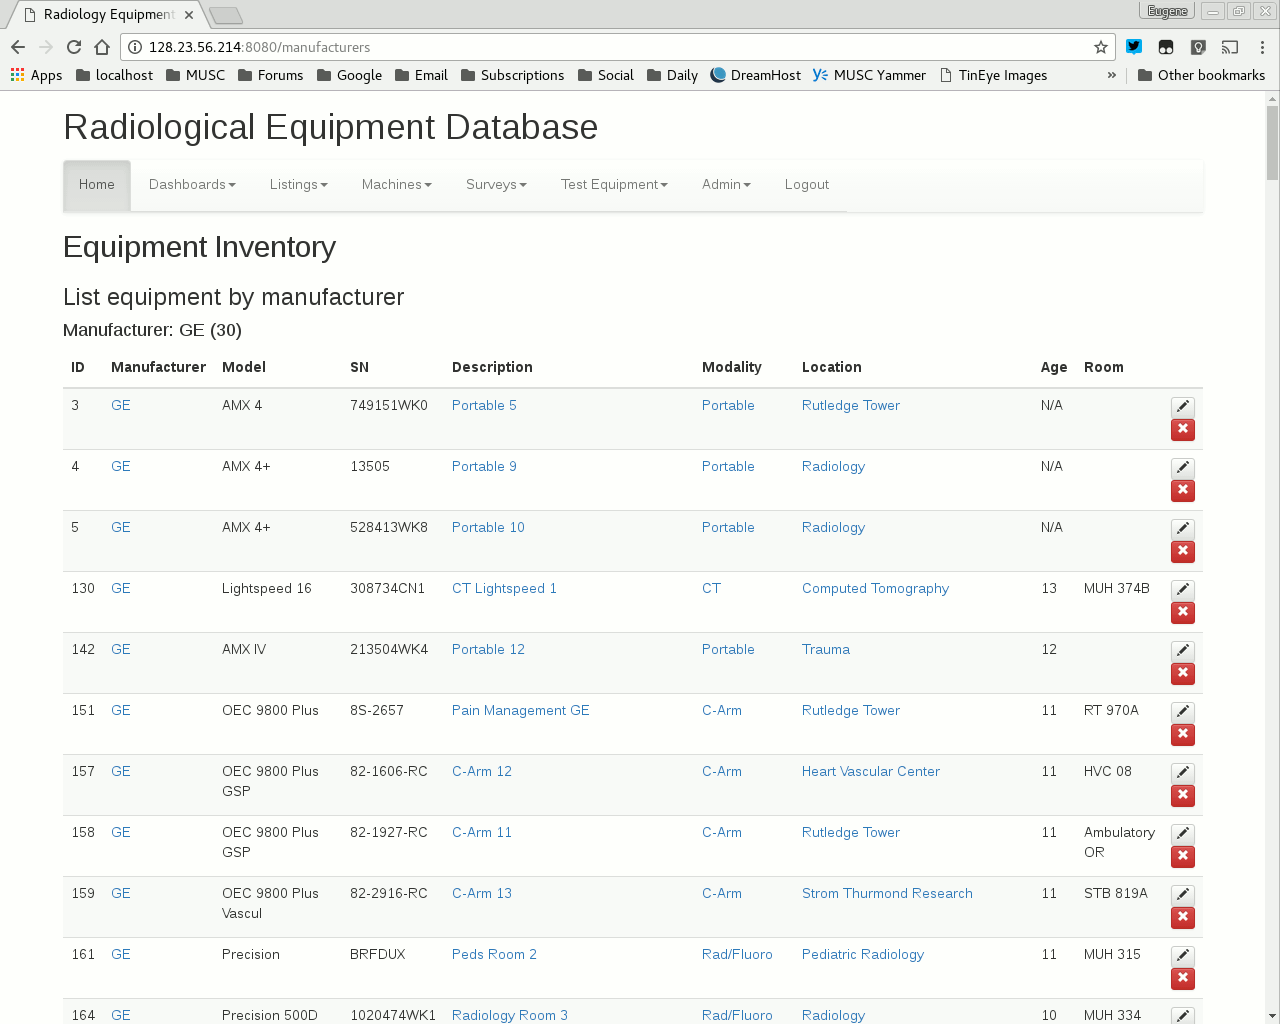 Radiology Equipment
Eugene
128.23.56.214:8080/manufacturers
Apps localhost MUSC Forums Google Email Subscriptions Social Daily DreamHost MUSC Yammer TinEye Images » Other bookmarks
Radiological Equipment Database
Home Dashboards Listings Machines Surveys Test Equipment Admin Logout
Equipment Inventory
List equipment by manufacturer
Manufacturer: GE (30)
ID Manufacturer Model SN Description Modality Location Age Room
3 GE AMX 4 749151WK0 Portable 5 Portable Rutledge Tower N/A
4 GE AMX 4+ 13505 Portable 9 Portable Radiology N/A
5 GE AMX 4+ 528413WK8 Portable 10 Portable Radiology N/A
130 GE Lightspeed 16 308734CN1 CT Lightspeed 1 CT Computed Tomography 13 MUH 374B
142 GE AMX IV 213504WK4 Portable 12 Portable Trauma 12
151 GE OEC 9800 Plus 8S-2657 Pain Management GE C-Arm Rutledge Tower 11 RT 970A
157 GE OEC 9800 Plus 82-1606-RC C-Arm 12 C-Arm Heart Vascular Center 11 HVC 08
GSP
158 GE OEC 9800 Plus 82-1927-RC C-Arm 11 C-Arm Rutledge Tower 11 Ambulatory
GSP OR
159 GE OEC 9800 Plus 82-2916-RC C-Arm 13 C-Arm Strom Thurmond Research 11 STB 819A
Vascul
161 GE Precision BRFDUX Peds Room 2 Rad/Fluoro Pediatric Radiology 11 MUH 315
164 GE Precision 500D 1020474WK1 Radiology Room 3 Rad/Fluoro Radiology 10 MUH 334